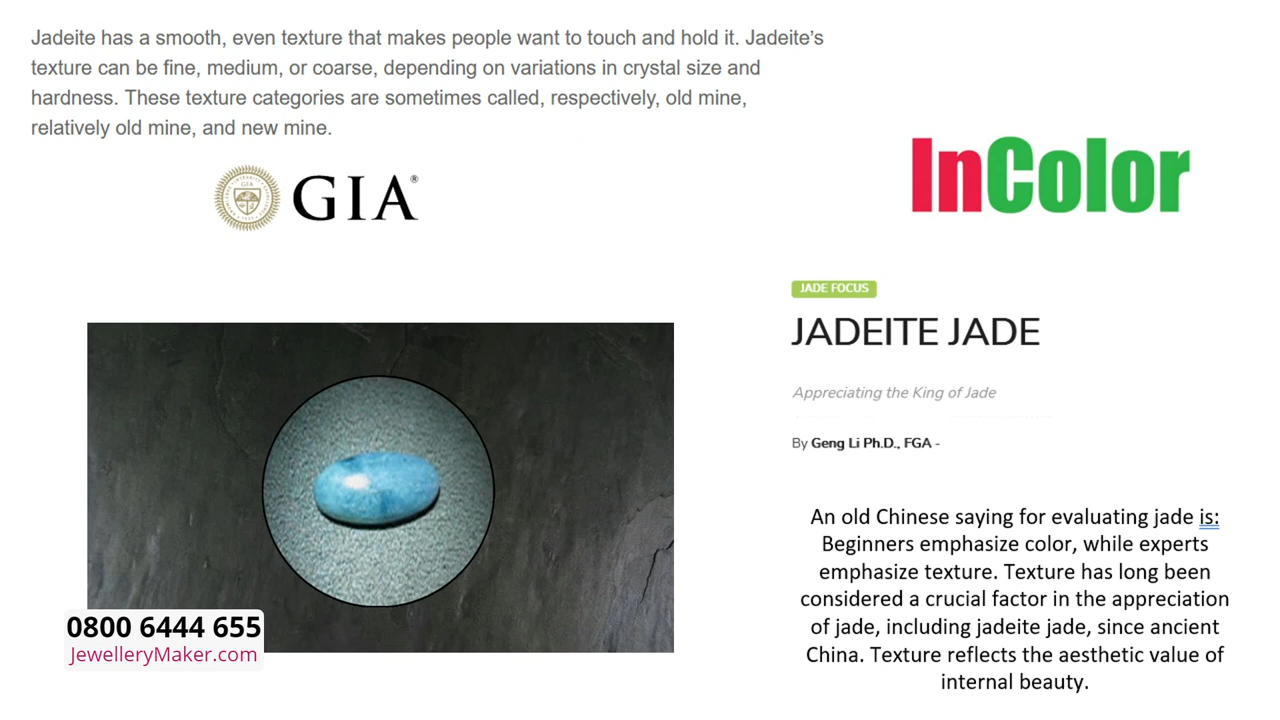 Jadeite has a smooth, even texture that makes people want to touch and hold it. Jadeite's
texture can be fine, medium, or coarse, depending on variations in crystal size and
hardness. These texture categories are sometimes called, respectively, old mine,
relatively old mine, and new mine.
GIA®
InColor
JADE FOCUS
JADEITE JADE
Appreciating the King of Jade
By Geng Li Ph.D., FGA -
An old Chinese saying for evaluating jade is:
Beginners emphasize color, while experts
emphasize texture. Texture has long been
considered a crucial factor in the appreciation
of jade, including jadeite jade, since ancient
China. Texture reflects the aesthetic value of
internal beauty.
0800 6444 655
JewelleryMaker.com